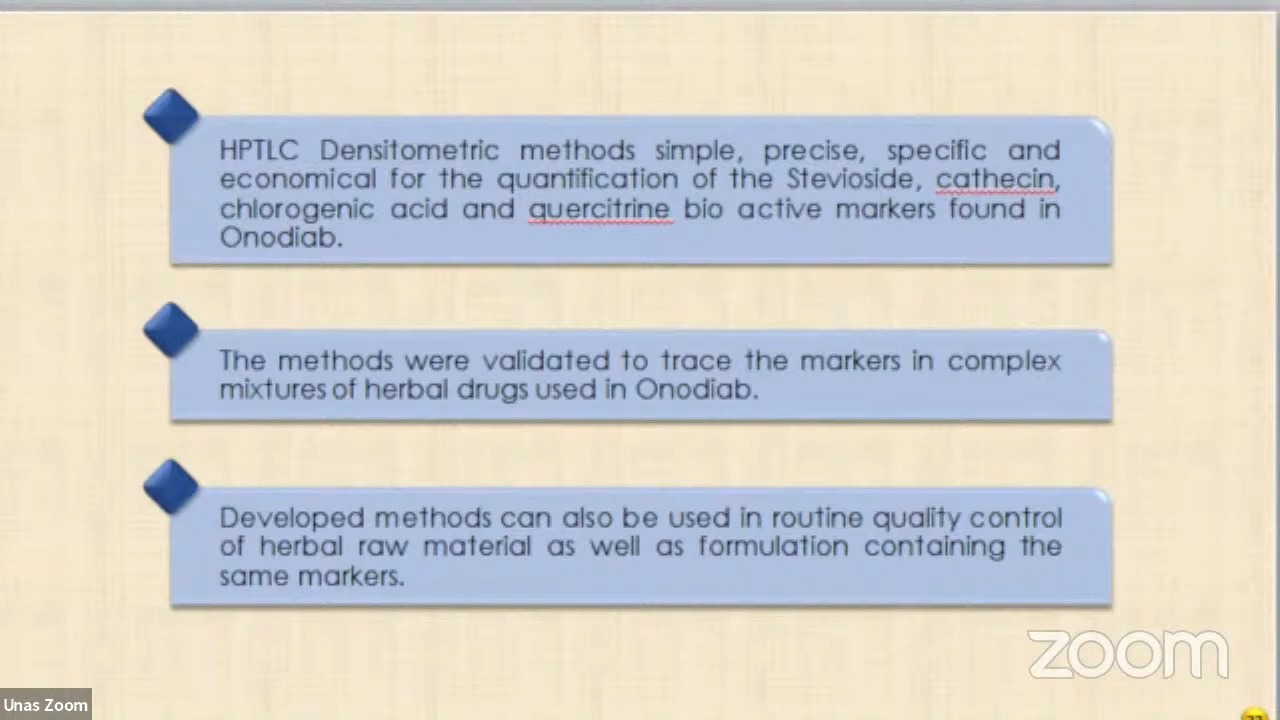 HPTLC Densitometric methods simple, precise, specific and
economical for the quantification of the Stevioside, cathecin,
chlorogenic acid and quercitrine bio active markers found in
Onodiab.
The methods were validated to trace the markers in complex
mixtures of herbal drugs used in Onodiab.
Developed methods can also be used in routine quality control
of herbal raw material as well as formulation containing the
same markers.
zoom
Unas Zoom